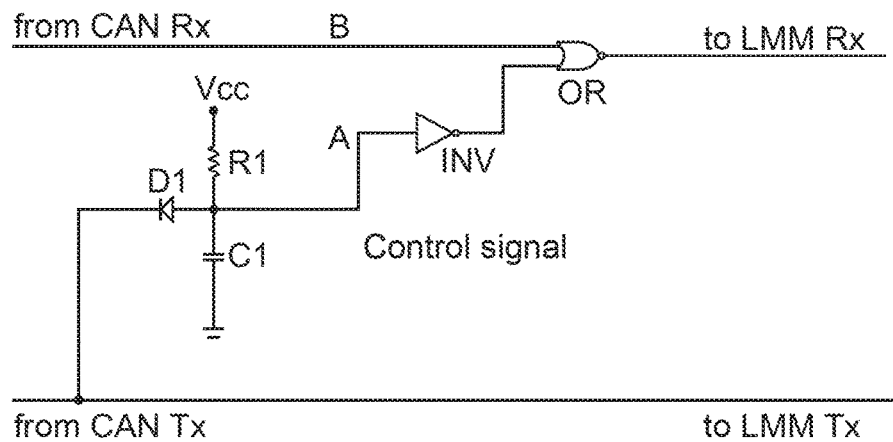 from CAN Rx
B
to LMM Rx
OR
Vcc
A
INV
R1
D1
C1
Control signal
from CAN Tx
to LMM Tx